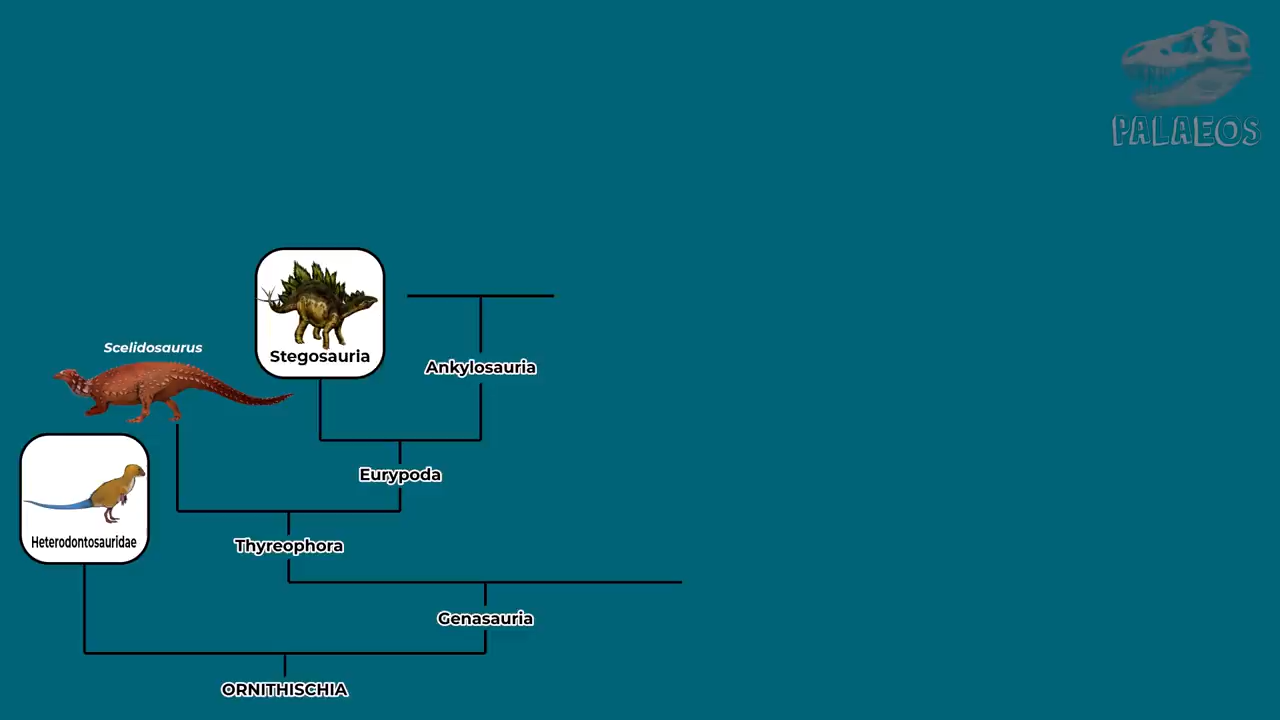 PALAEOS
Stegosauria
Scelidosaurus
Ankylosauria
Eurypoda
Heterodontosauridae
Thyreophora
Genasauria
ORNITHISCHIA